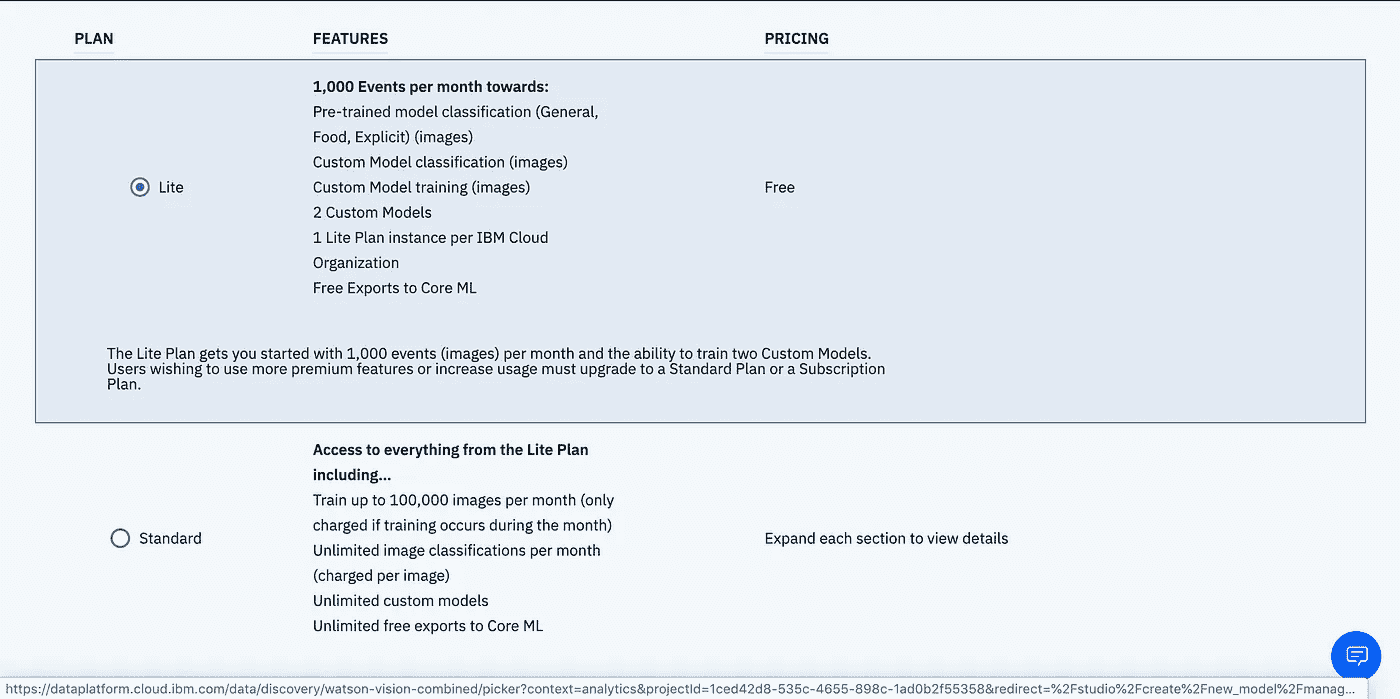 PLAN FEATURES PRICING
1,000 Events per month towards:
Pre-trained model classification (General,
Food, Explicit) (images)
Custom Model classification (images)
Lite Custom Model training (images) Free
2 Custom Models
1 Lite Plan instance per IBM Cloud
Organization
Free Exports to Core ML
The Lite Plan gets you started with 1,000 events (images) per month and the ability to train two Custom Models.
Users wishing to use more premium features or increase usage must upgrade to a Standard Plan or a Subscription
Plan.
Access to everything from the Lite Plan
including...
Train up to 100,000 images per month (only
charged if training occurs during the month)
Standard Expand each section to view details
Unlimited image classifications per month
(charged per image)
Unlimited custom models
Unlimited free exports to Core ML
https://dataplatform.cloud.ibm.com/data/discovery/watson-vision-combined/picker?context=analytics&projectId=1ced42d8-535c-4655-898c-1ad0b2f55358&redirect=%2Fstudio%2Fcreate%2Fnew_model%2Fmanag...